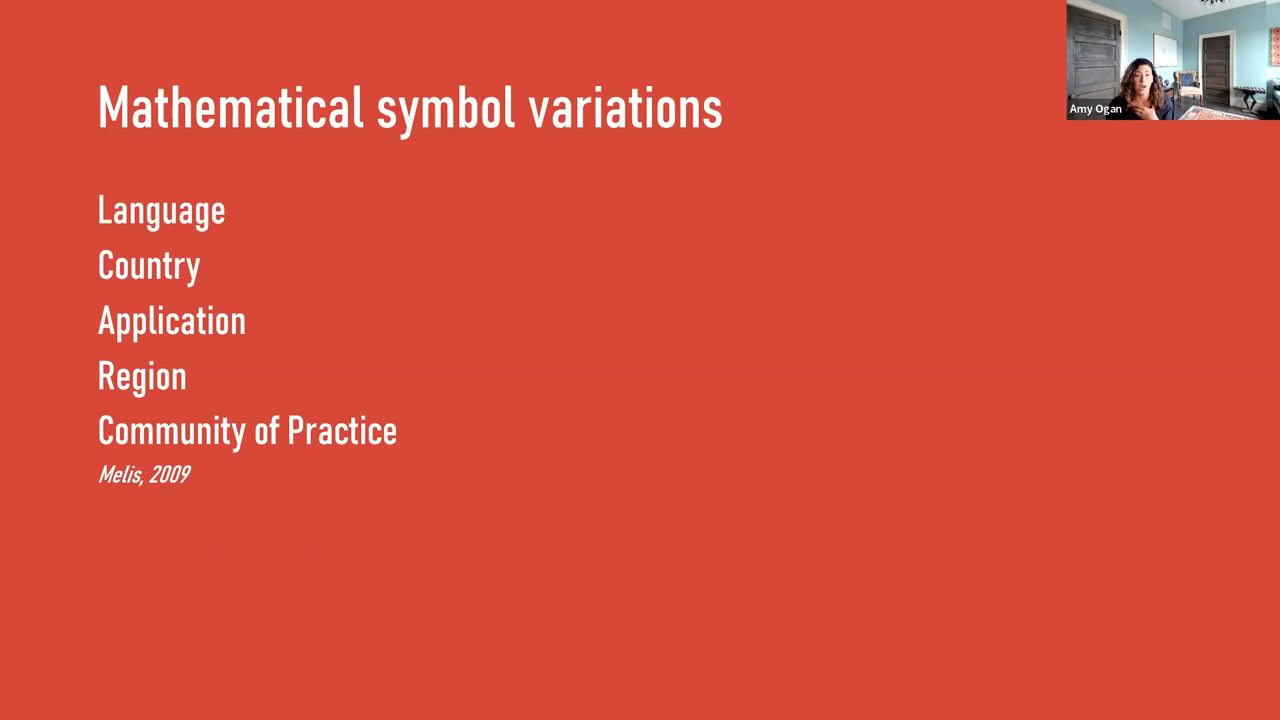 Mathematical symbol variations
Amy Ogan
Language
Country
Application
Region
Community of Practice
Melis, 2009